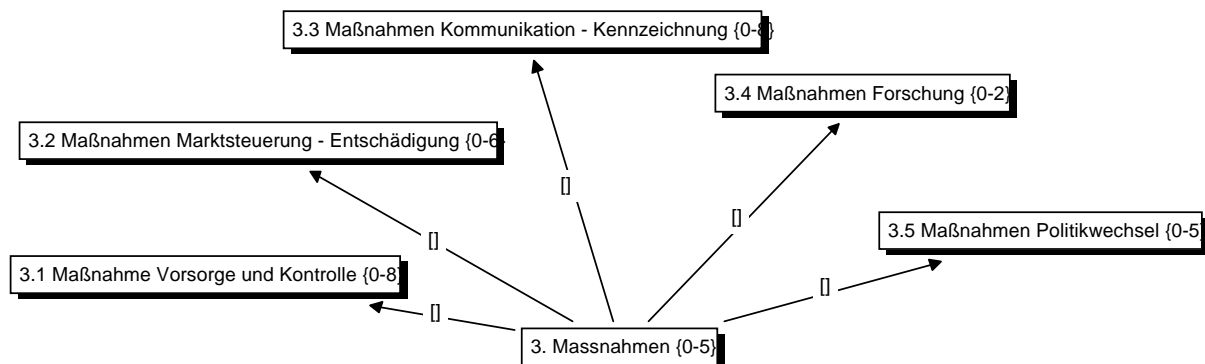 3.3 Maßnahmen Kommunikation - Kennzeichnung {0-8}
3.4 Maßnahmen Forschung {0-2}
3.2 Maßnahmen Marktsteuerung - Entschädigung {0-6
[]
[]
3.5 Maßnahmen Politikwechsel {0-5}
[]
3.1 Maßnahme Vorsorge und Kontrolle {0-8}
[]
[]
3. Massnahmen {0-5}